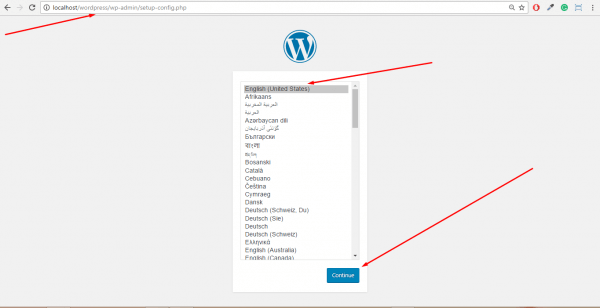 localhost/wordpress/wp-admin/setup-config.php
English (United States)
Afrikaans
العربية المغربية
العربية
Azərbaycan dili
گؤنئی آذربایجان
Български
বাংলা
Bosanski
Català
Cebuano
Čeština
Cymraeg
Dansk
Deutsch (Schweiz, Du)
Deutsch (Sie)
Deutsch
Deutsch (Schweiz)
Ελληνικά
English (Australia)
English (Canada)
Continue